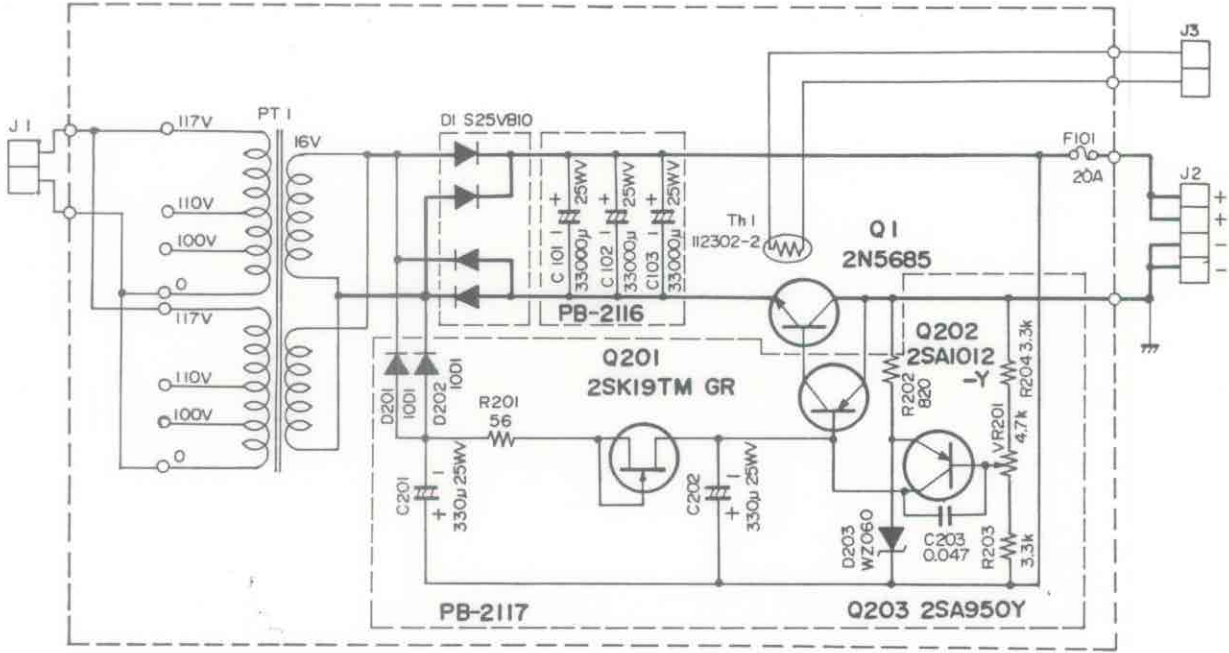 J3
J1
117V
PT1
16V
D1 S25VB10
F101
20A
J2
110V
100V
0
+
C101
33000μ
25WV
+
C102
33000μ
25WV
+
C103
33000μ
25WV
Th1
112302-2
Q1
2N5685
+
+
-
-
PB-2116
117V
110V
100V
0
D201
10D1
D202
10D1
Q201
2SK19TM GR
Q202
2SA1012
-Y
R202
820
R204 3.3k
VR201
4.7k
R201
56
C201
-
+
330μ 25WV
C202
-
+
330μ 25WV
D203
WZ060
C203
0.047
R203
3.3k
PB-2117
Q203 2SA950Y